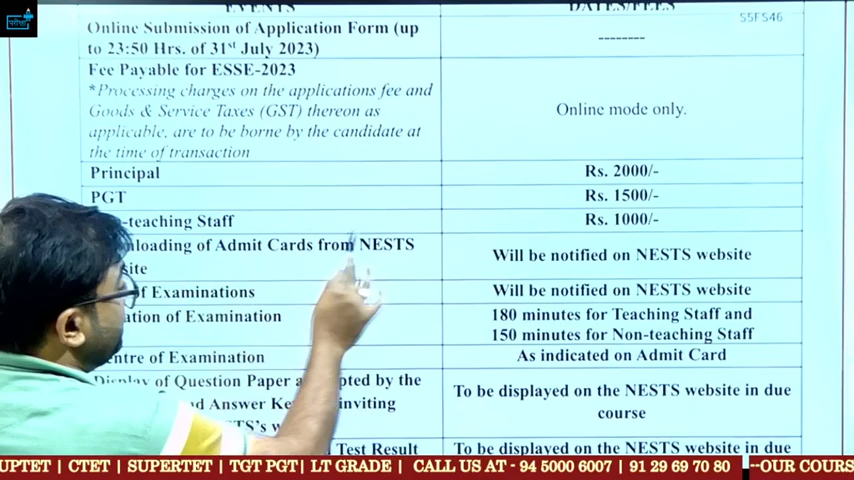 परीक्षा
EVENTS
DATES/FEES
S5FS46
Online Submission of Application Form (up
to 23:50 Hrs. of 31st July 2023)
--------
Fee Payable for ESSE-2023
*Processing charges on the applications fee and
Goods & Service Taxes (GST) thereon as
applicable, are to be borne by the candidate at
the time of transaction
Online mode only.
Principal
Rs. 2000/-
PGT
Rs. 1500/-
-teaching Staff
Rs. 1000/-
loading of Admit Cards from NESTS
Will be notified on NESTS website
of Examinations
Will be notified on NESTS website
of Examination
180 minutes for Teaching Staff and
150 minutes for Non-teaching Staff
Centre of Examination
As indicated on Admit Card
Display of Question Paper by the
Answer inviting
To be displayed on the NESTS website in due
course
Test Result
To be displayed on the NESTS website in due
UPTET | CTET | SUPERTET | TGT PGT| LT GRADE | CALL US AT - 94 5000 6007 | 91 29 69 70 80 --OUR COURS